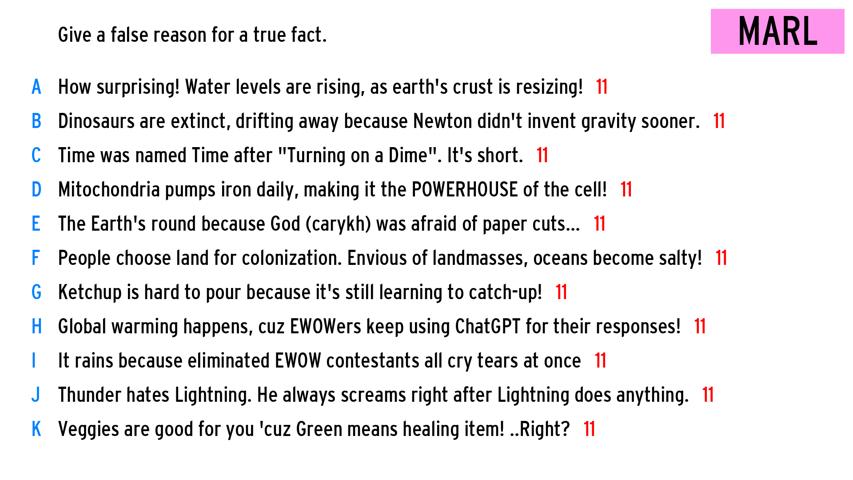 Give a false reason for a true fact.
MARL
A How surprising! Water levels are rising, as earth's crust is resizing! 11
B Dinosaurs are extinct, drifting away because Newton didn't invent gravity sooner. 11
C Time was named Time after "Turning on a Dime". It's short. 11
D Mitochondria pumps iron daily, making it the POWERHOUSE of the cell! 11
E The Earth's round because God (carykh) was afraid of paper cuts... 11
F People choose land for colonization. Envious of landmasses, oceans become salty! 11
G Ketchup is hard to pour because it's still learning to catch-up! 11
H Global warming happens, cuz EWOWers keep using ChatGPT for their responses! 11
I It rains because eliminated EWOW contestants all cry tears at once 11
J Thunder hates Lightning. He always screams right after Lightning does anything. 11
K Veggies are good for you 'cuz Green means healing item! ..Right? 11